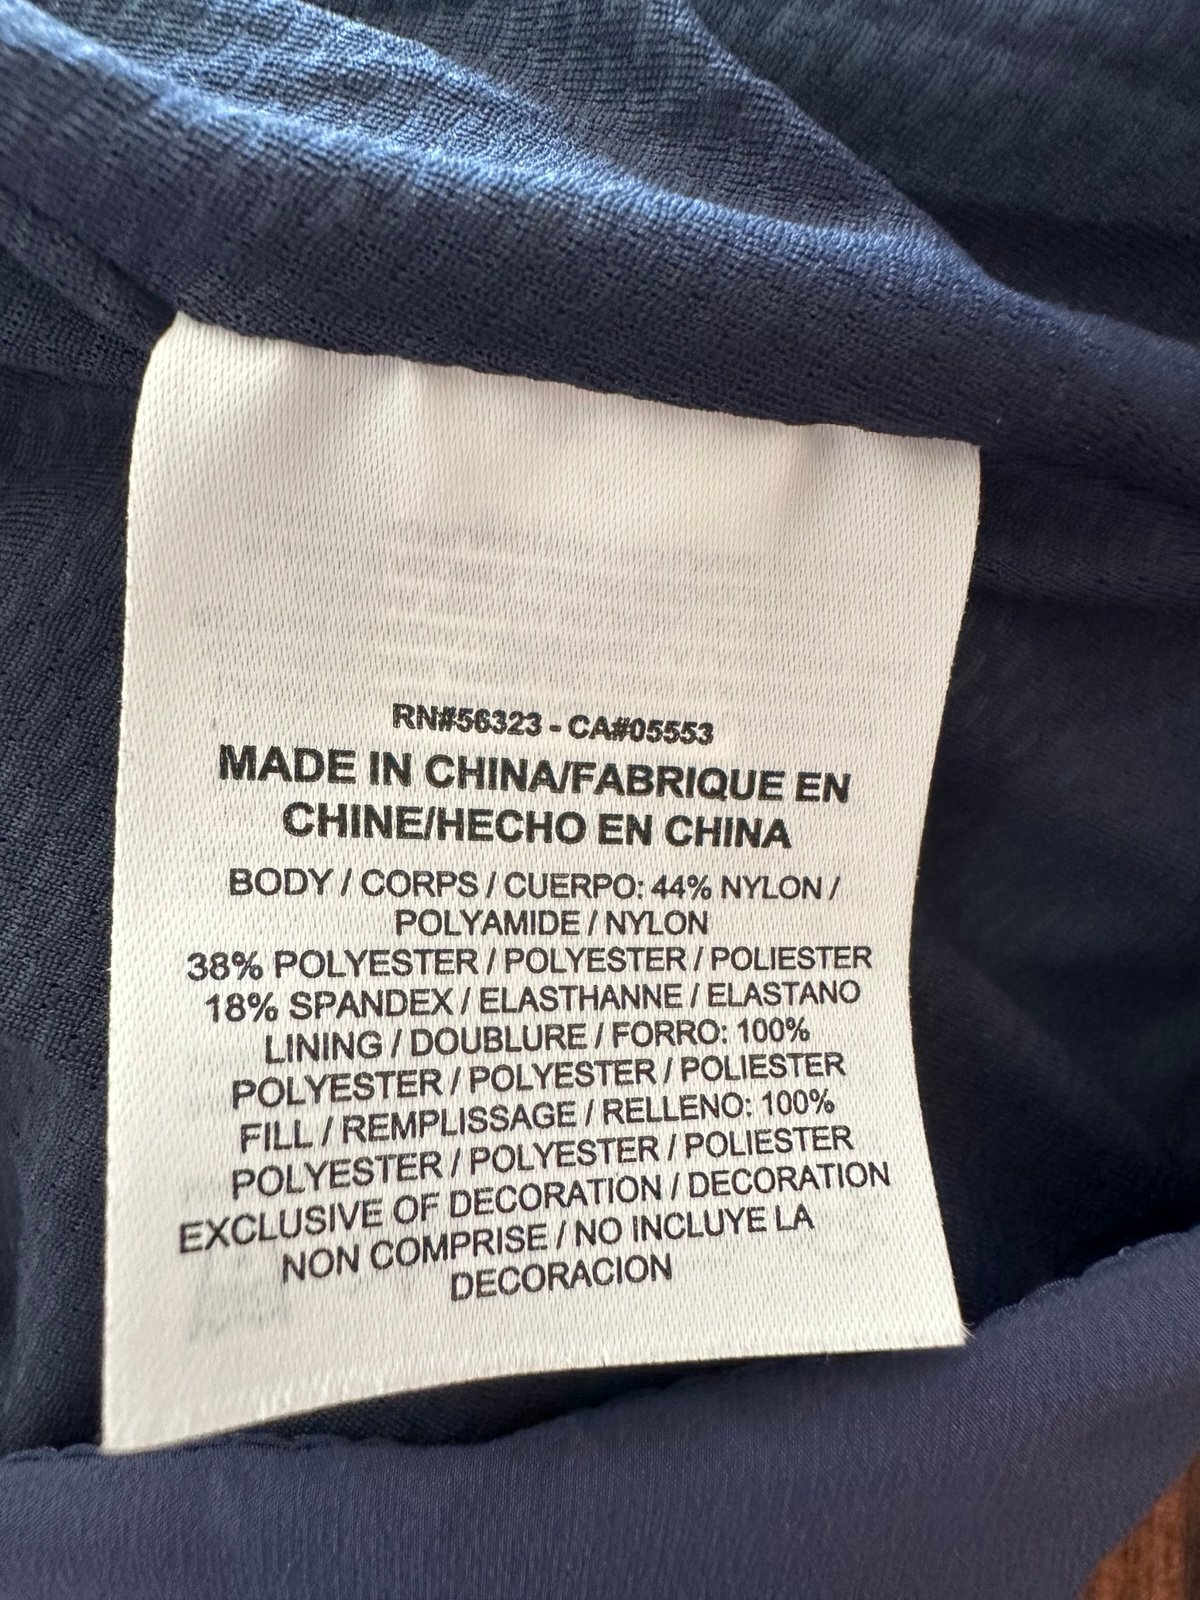 RN#56323 - CA#05553
MADE IN CHINA/FABRIQUE EN
CHINE/HECHO EN CHINA
BODY / CORPS / CUERPO: 44% NYLON /
POLYAMIDE / NYLON
38% POLYESTER / POLYESTER / POLIESTER
18% SPANDEX / ELASTHANNE / ELASTANO
LINING / DOUBLURE / FORRO: 100%
POLYESTER / POLYESTER / POLIESTER
FILL / REMPLISSAGE / RELLENO: 100%
POLYESTER / POLYESTER / POLIESTER
EXCLUSIVE OF DECORATION / DECORATION
NON COMPRISE / NO INCLUYE LA
DECORACION